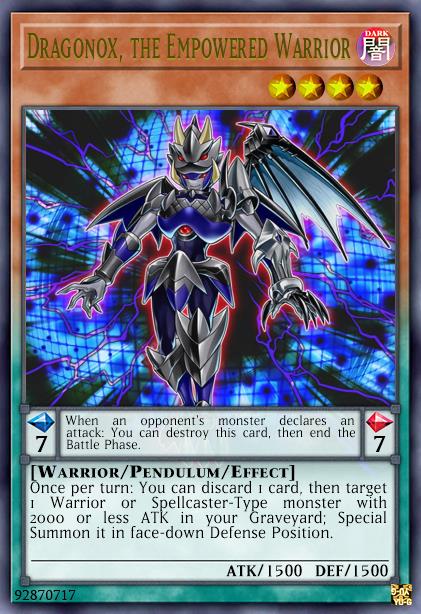 DRAGONOX, THE EMPOWERED WARRIOR
DARK
闇
When an opponent's monster declares an
attack: You can destroy this card, then end the
Battle Phase.
7
7
[WARRIOR/PENDULUM/EFFECT]
Once per turn: You can discard 1 card, then target
1 Warrior or Spellcaster-Type monster with
2000 or less ATK in your Graveyard; Special
Summon it in face-down Defense Position.
ATK/1500 DEF/1500
92870717